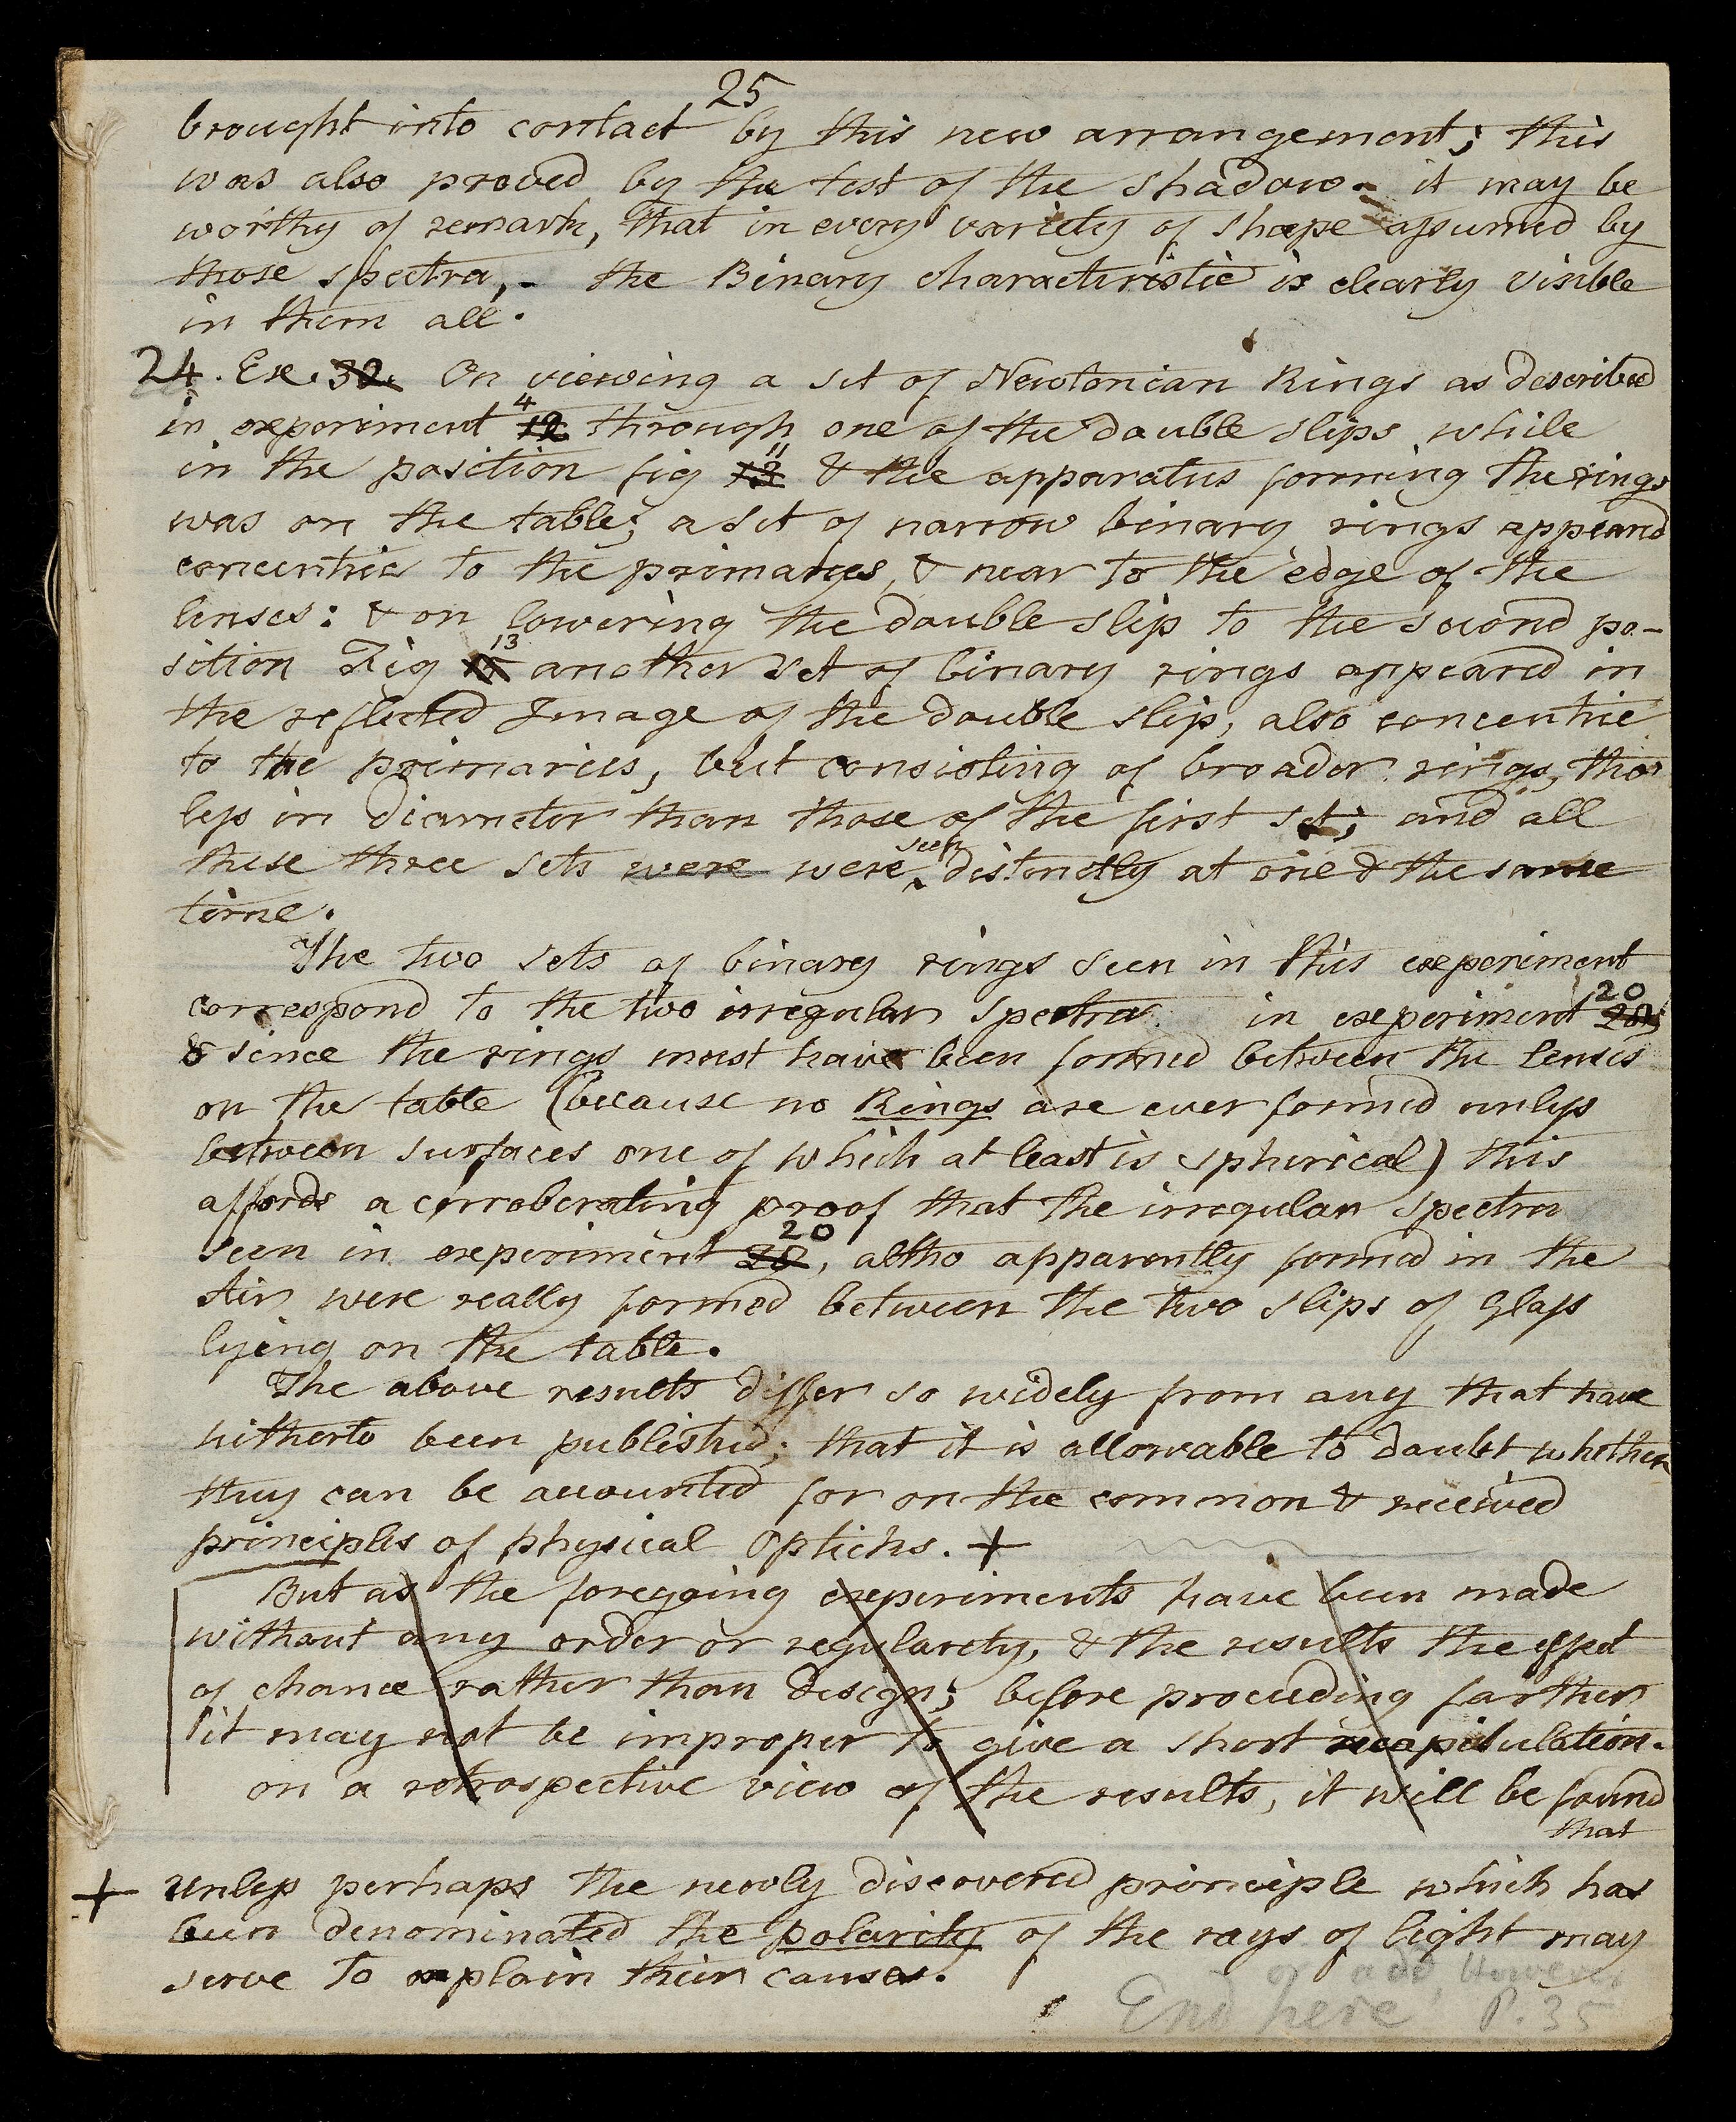 25
brought into contact by this new arrangement; this
was also proved by the test of the shadow - it may be
worthy of remark, that in every variety of shape assumed by
those spectra, - the Binary characteristic is clearly visible
in them all.
24. Ex. 32. On viewing a set of Newtonian Rings as described
4
in experiment 12 through one of the double slips while
11
in the position fig 13 & the apparatus forming the rings
was on the table; a set of narrow binary rings appeard
concentric to the primaryes, & near to the edge of the
lenses: & on lowering the double slip to the second po-
13
sition Fig another set of binary rings appeared in
the reflected Image of the double slip, also concentric
to the primaries, but consisting of broader rings, tho'
less in diameter than those of the first set; and all
seen
these three sets were were ‸ distinctly at one & the same
time.
The two sets of binary rings seen in this experiment
20
correspond to the two irregular spectra in experiment 28
& since the rings must have been formed between the lenses
on the table (because no Rings are ever formed unless
between surfaces one of which at least is spherical) this
affords a corroberating proof that the irregular spectra
20
seen in experiment 28, altho apparently formed in the
Air were really formed between the two slips of Glass
lying on the table.
The above results differ so widely from any that have
hitherto been published; that it is allowable to doubt whether
they can be accounted for on the common & received
principles of physical Opticks. +
But as the foregoing experiments have been made
without any order or regularity, & the results the effect
of chance rather than design; before proceeding farther
it may not be improper to give a short recapitulation.
on a retrospective view of the results, it will be found
that
+ unless perhaps the newly discovered principle which has
been denominated the polarity of the rays of light may
serve to explain their causes.
or add However
End here P. 35